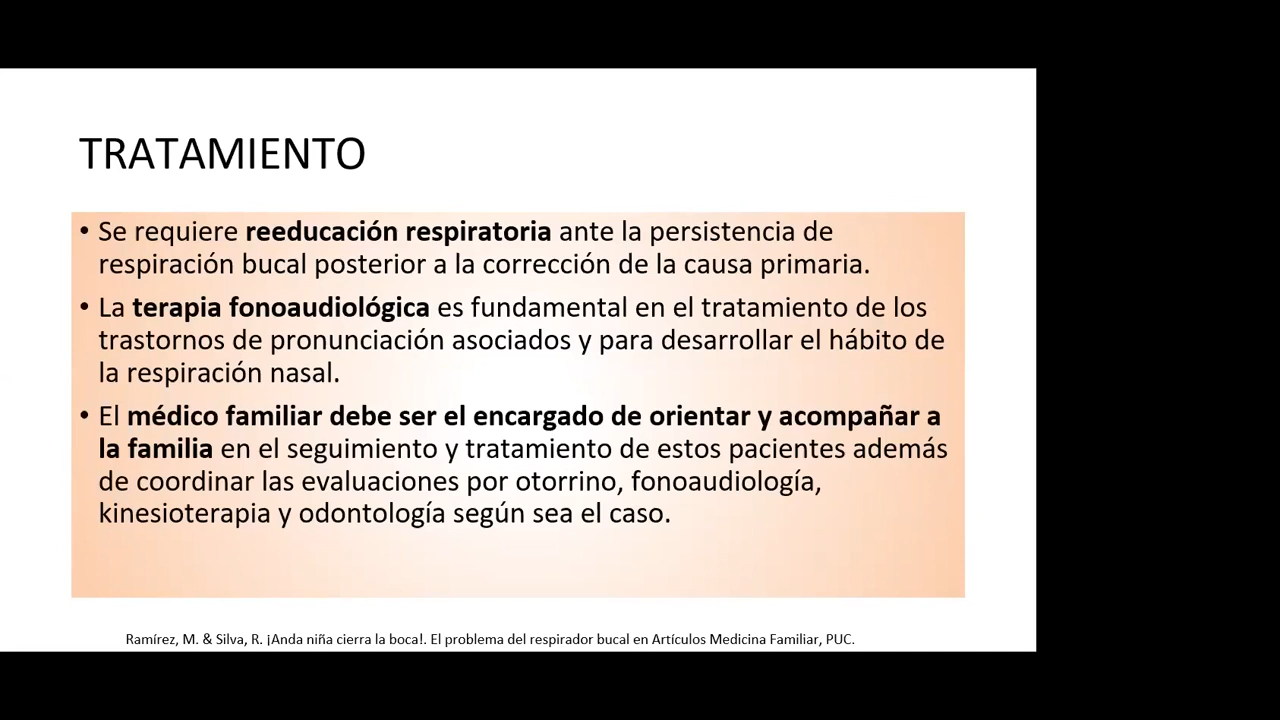 TRATAMIENTO
• Se requiere reeducación respiratoria ante la persistencia de
respiración bucal posterior a la corrección de la causa primaria.
• La terapia fonoaudiológica es fundamental en el tratamiento de los
trastornos de pronunciación asociados y para desarrollar el hábito de
la respiración nasal.
• El médico familiar debe ser el encargado de orientar y acompañar a
la familia en el seguimiento y tratamiento de estos pacientes además
de coordinar las evaluaciones por otorrino, fonoaudiología,
kinesioterapia y odontología según sea el caso.
Ramírez, M. & Silva, R. ¡Anda niña cierra la boca!. El problema del respirador bucal en Artículos Medicina Familiar, PUC.